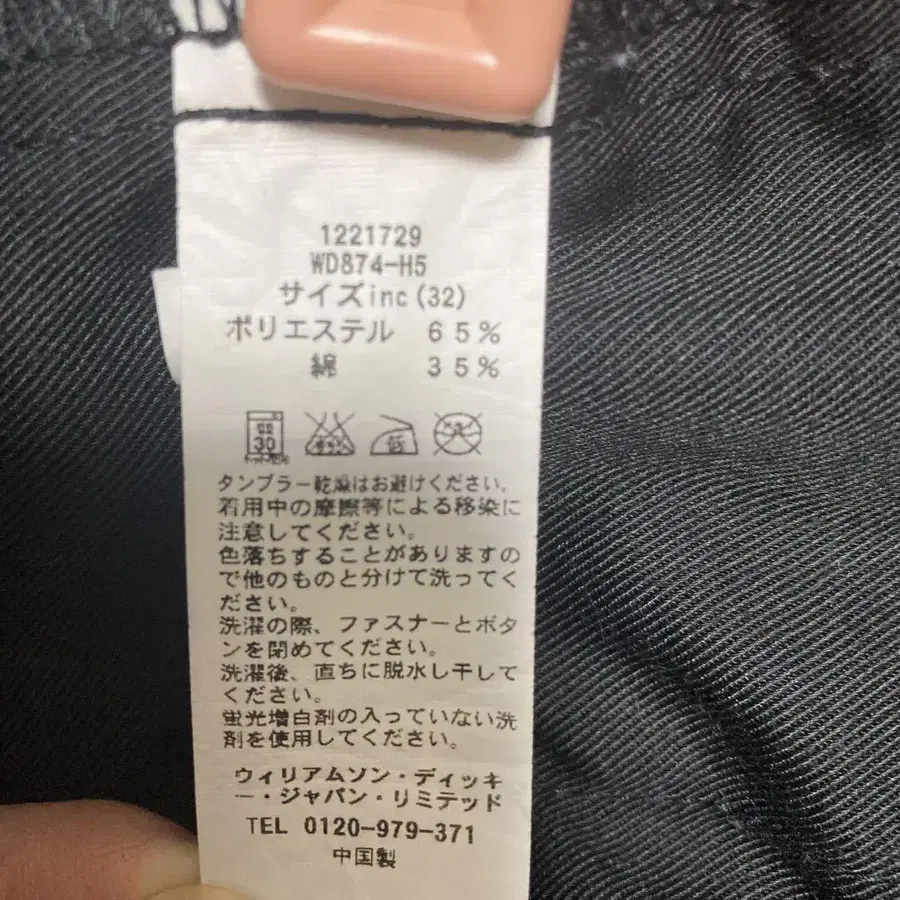 1221729
WD874-H5
サイズinc(32)
ポリエステル 65%
綿 35%
30
低
タンブラー乾燥はお避けください。
着用中の摩擦等による移染に
注意してください。
色落ちすることがありますの
で他のものと分けて洗ってく
ださい。
洗濯の際、ファスナーとボタ
ンを閉めてください。
洗濯後、直ちに脱水し干して
ください。
蛍光増白剤の入っていない洗
剤を使用してください。
ウィリアムソン・ディッキ
ー・ジャパン・リミテッド
TEL 0120-979-371
中国製